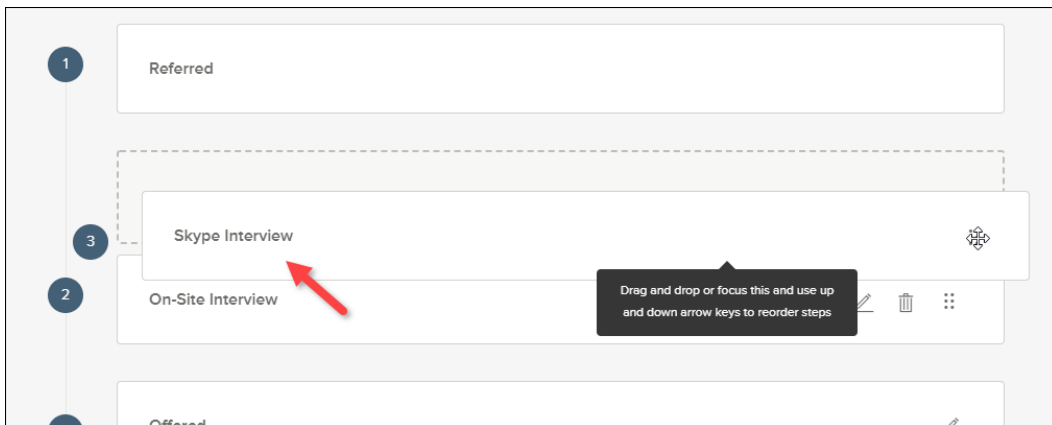 1
Referred
3
Skype Interview
2
On-Site Interview
Drag and drop or focus this and use up
and down arrow keys to reorder steps
Offered